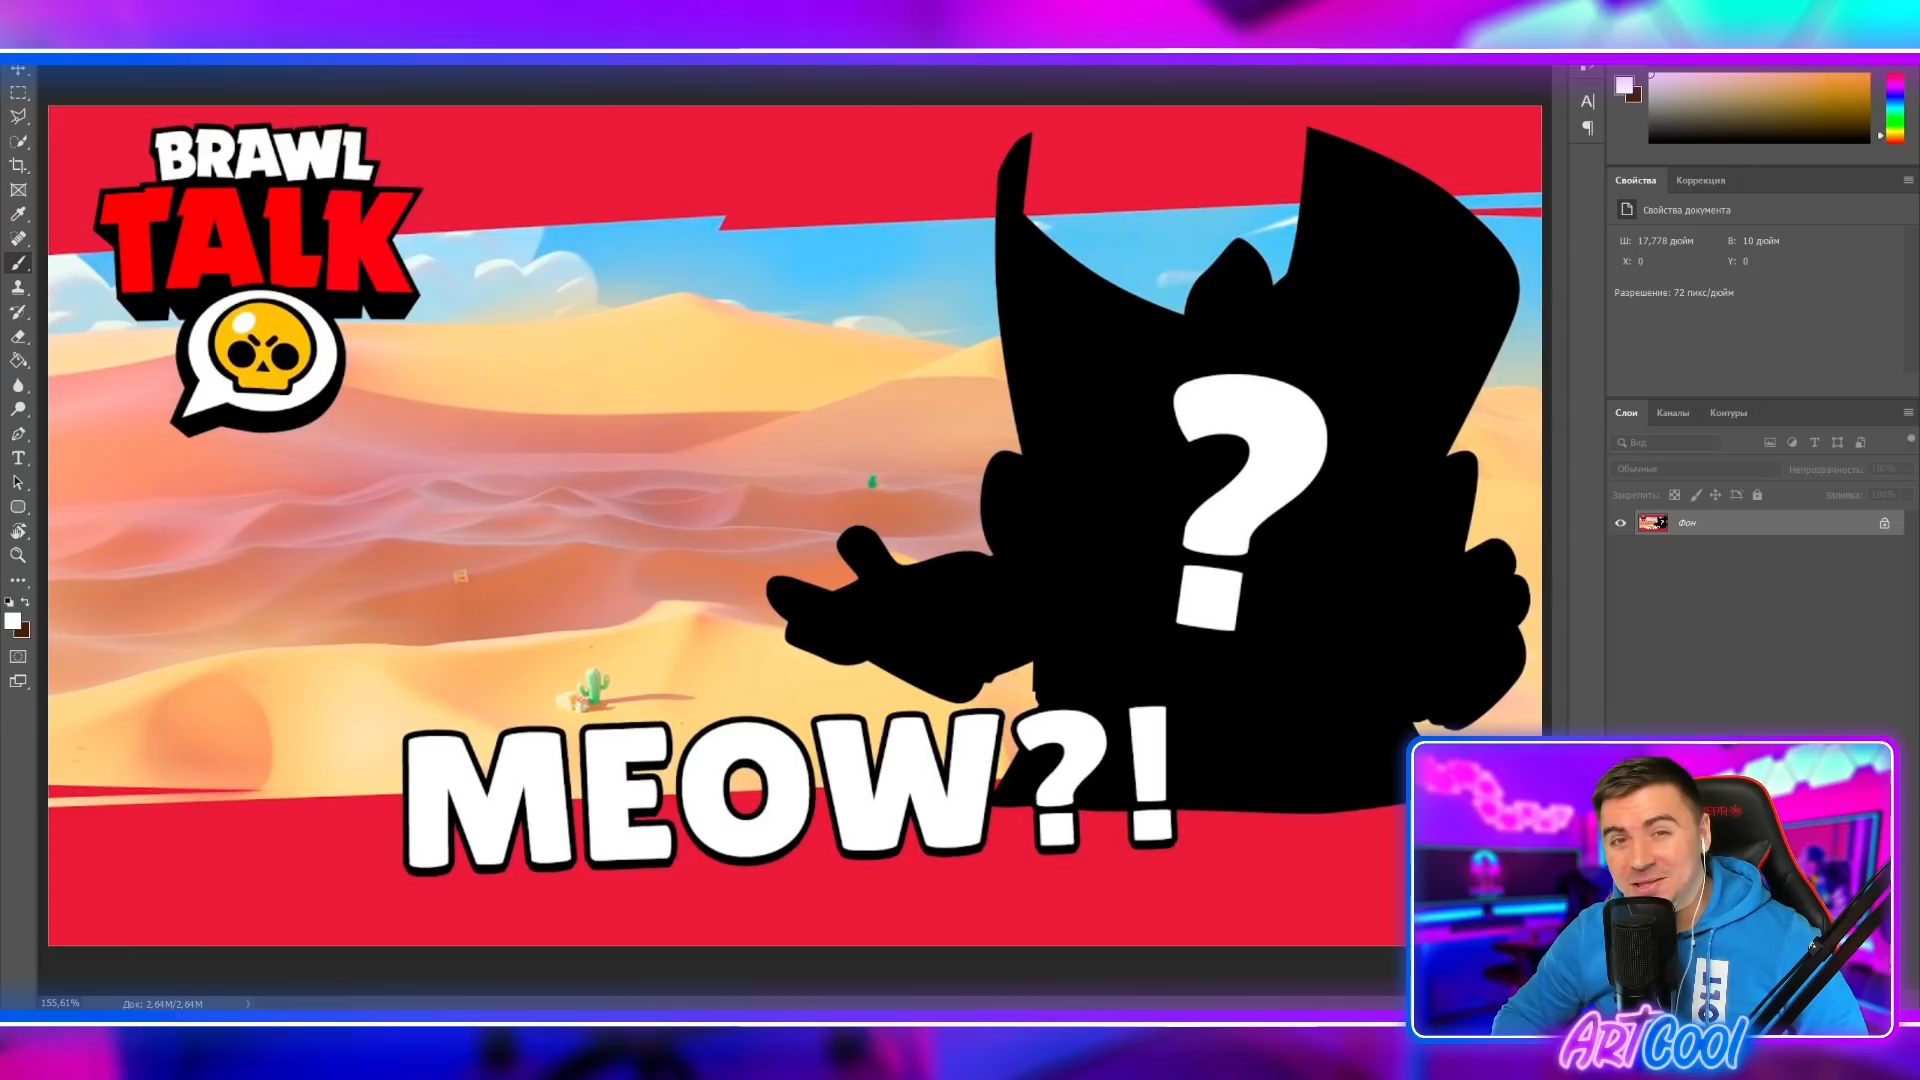 BRAWL
TALK
?
MEOW?!
Свойства Коррекция
Свойства документа
Ш: 17,778 дюйм В: 10 дюйм
X: 0 Y: 0
Разрешение: 72 пикс/дюйм
Слои Каналы Контуры
Вид
Обычные Непрозрачность: 100%
Закрепить: Заливка: 100%
Фон
155,61% Док: 2,64M/2,64M
ARTCOOL